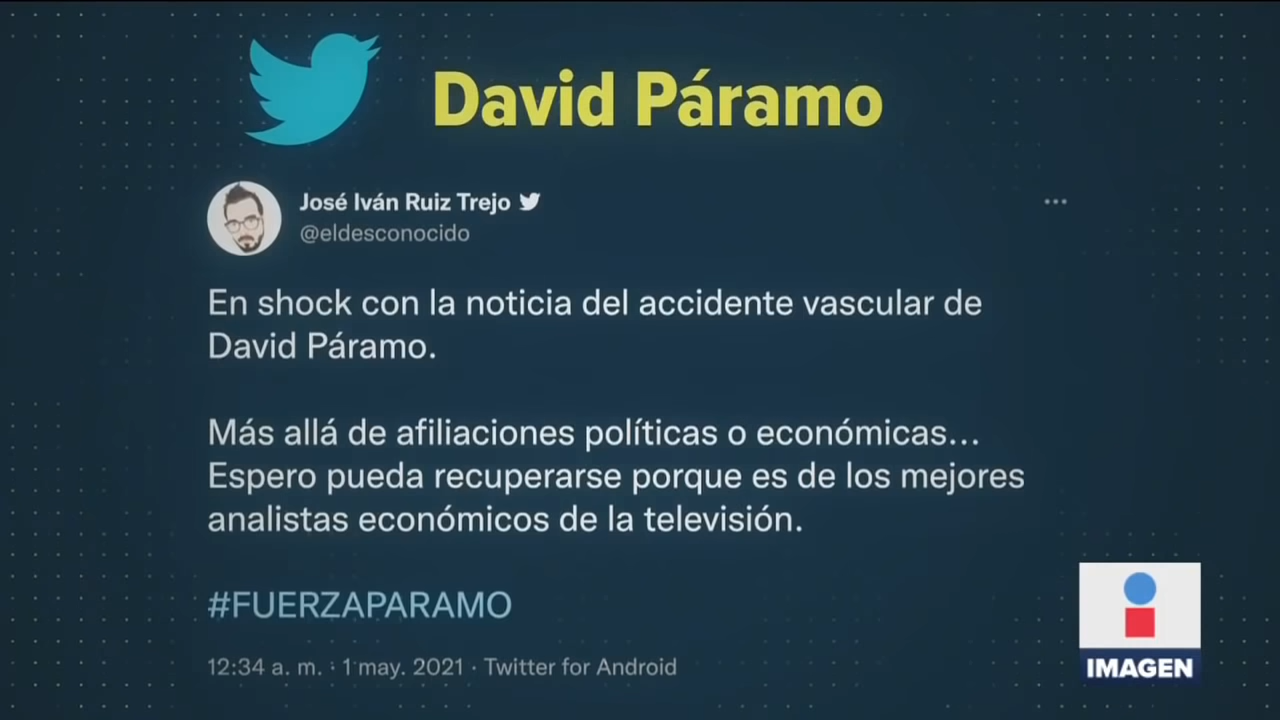 David Páramo
José Iván Ruiz Trejo
@eldesconocido
En shock con la noticia del accidente vascular de
David Páramo.
Más allá de afiliaciones políticas o económicas...
Espero pueda recuperarse porque es de los mejores
analistas económicos de la televisión.
#FUERZAPARAMO
12:34 a. m. · 1 may. 2021 · Twitter for Android
IMAGEN